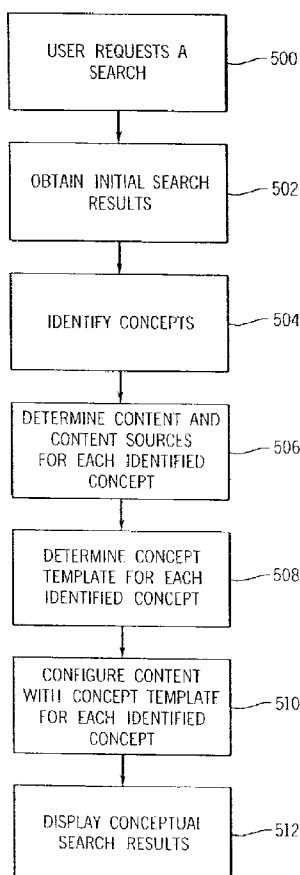 USER REQUESTS A
SEARCH
500
OBTAIN INITIAL SEARCH
RESULTS
502
IDENTIFY CONCEPTS
504
DETERMINE CONTENT AND
CONTENT SOURCES
FOR EACH IDENTIFIED
CONCEPT
506
DETERMINE CONCEPT
TEMPLATE FOR EACH
IDENTIFIED CONCEPT
508
CONFIGURE CONTENT
WITH CONCEPT TEMPLATE
FOR EACH IDENTIFIED
CONCEPT
510
DISPLAY CONCEPTUAL
SEARCH RESULTS
512